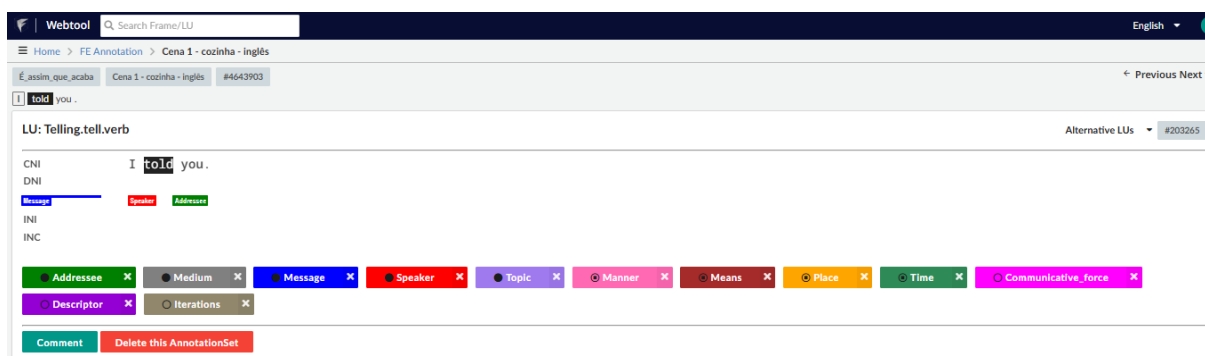 Webtool Search Frame/LU English
Home > FE Annotation > Cena 1 - cozinha - inglês
É_assim_que_acaba Cena 1 - cozinha - inglês #4643903 ← Previous Next
I told you .
LU: Telling.tell.verb Alternative LUs #203265
CNI I told you.
DNI
Message Speaker Addressee
INI
INC
Addressee × Medium × Message × Speaker × Topic × Manner × Means × Place × Time × Communicative_force ×
Descriptor × Iterations ×
Comment Delete this AnnotationSet